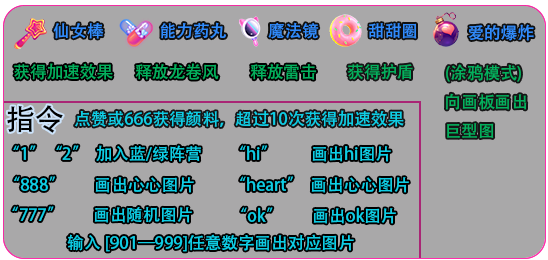 仙女棒 能力药丸 魔法镜 甜甜圈 爱的爆炸
获得加速效果 释放龙卷风 释放雷击 获得护盾 (涂鸦模式)
向画板画出
巨型图
指令 点赞或666获得颜料，超过10次获得加速效果
“1” “2” 加入蓝/绿阵营 “hi” 画出hi图片
“888” 画出心心图片 “heart” 画出心心图片
“777” 画出随机图片 “ok” 画出ok图片
输入 [901—999]任意数字画出对应图片